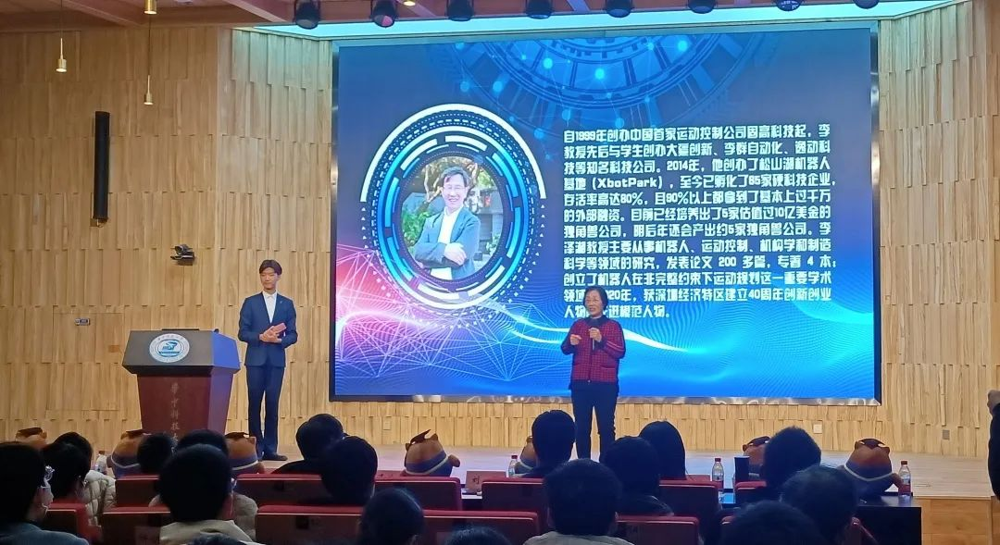 自1999年创办中国首家运动控制公司固高科技起，李
教授先后与学生创办大疆创新、李群自动化、逸动科
技等知名科技公司。2014年，他创办了松山湖机器人
基地（XbotPark），至今已孵化了65家硬科技企业，
存活率高达80%，且90%以上都拿到了基本上过千万
的外部融资。目前已经培养出了5家估值过10亿美金的
独角兽公司，明后年还会产出约5家独角兽公司。李
泽湘教授主要从事机器人、运动控制、机构学和制造
科学等领域的研究，发表论文 200 多篇，专著 4 本；
创立了机器人在非完整约束下运动规划这一重要学术
领域 20年，获深圳经济特区建立40周年创新创业
人物 进模范人物。
華中科技